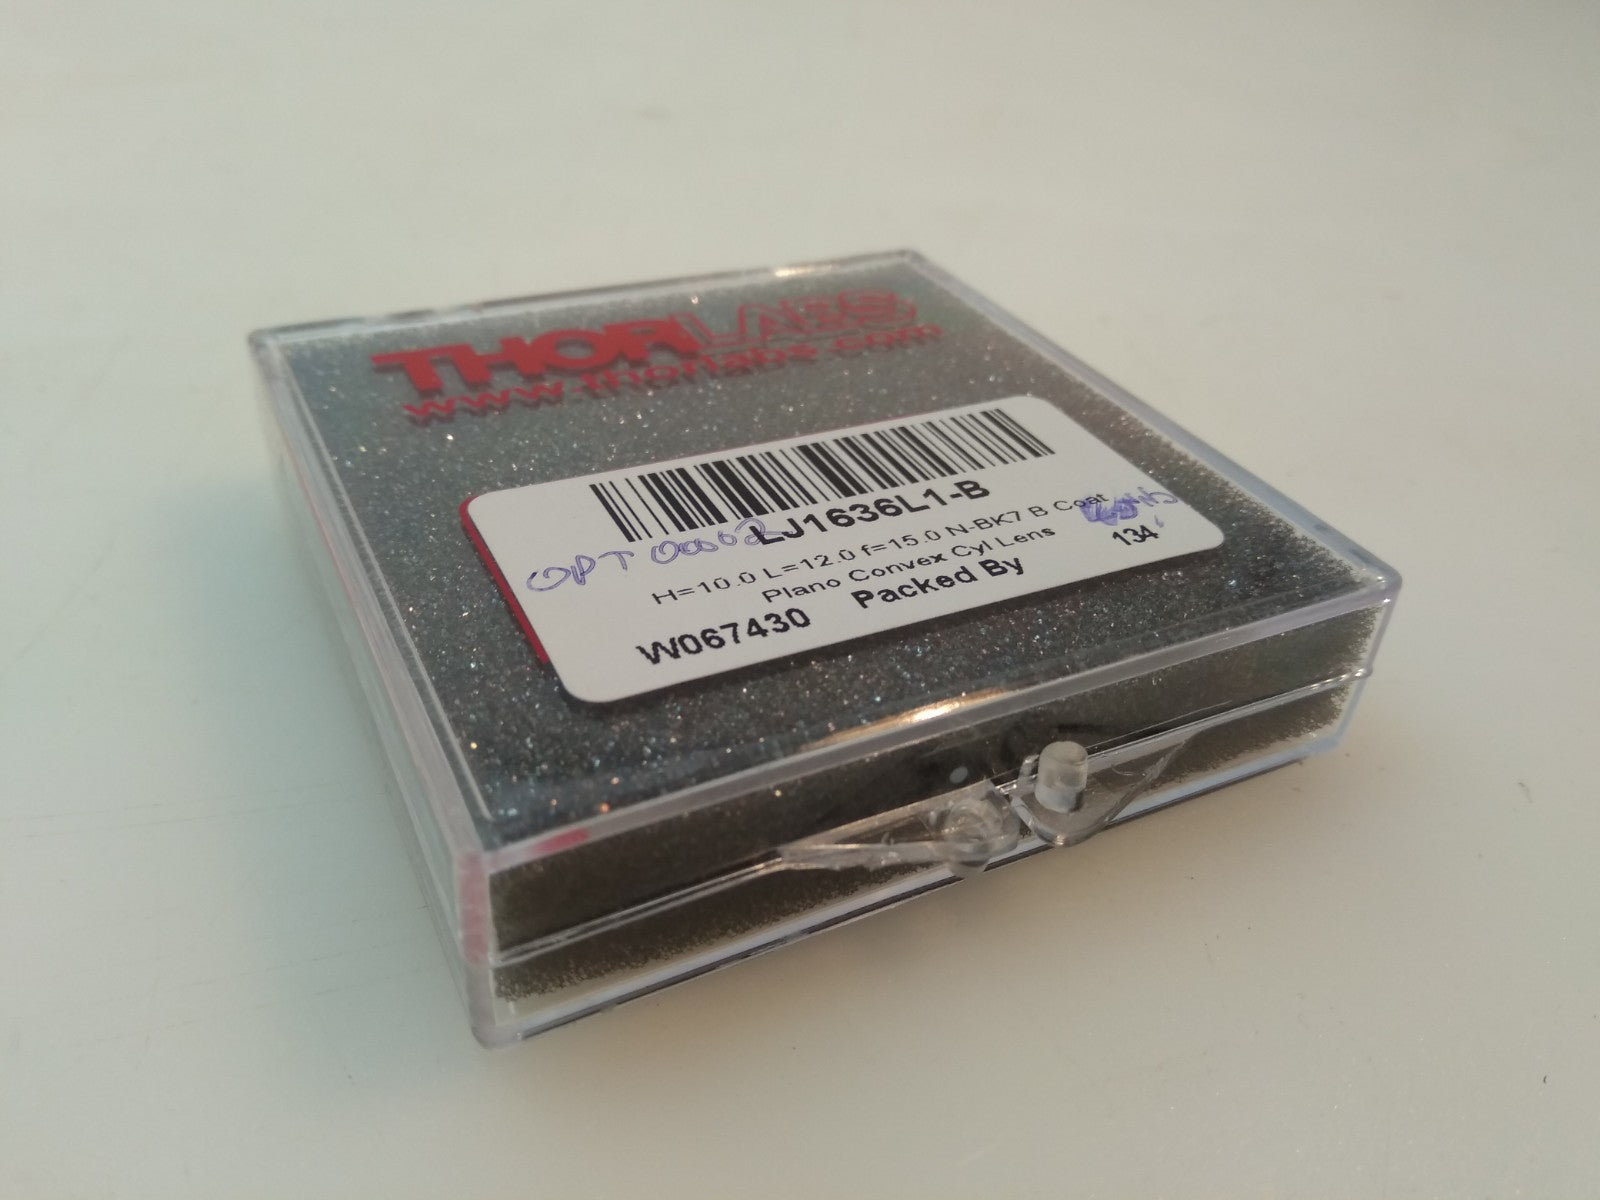 THORLABS
www.thorlabs.com
LJ1636L1-B
OPT
H=10.0 L=12.0 f=15.0 N-BK7 B Coat
Plano Convex Cyl Lens
134
W067430 Packed By